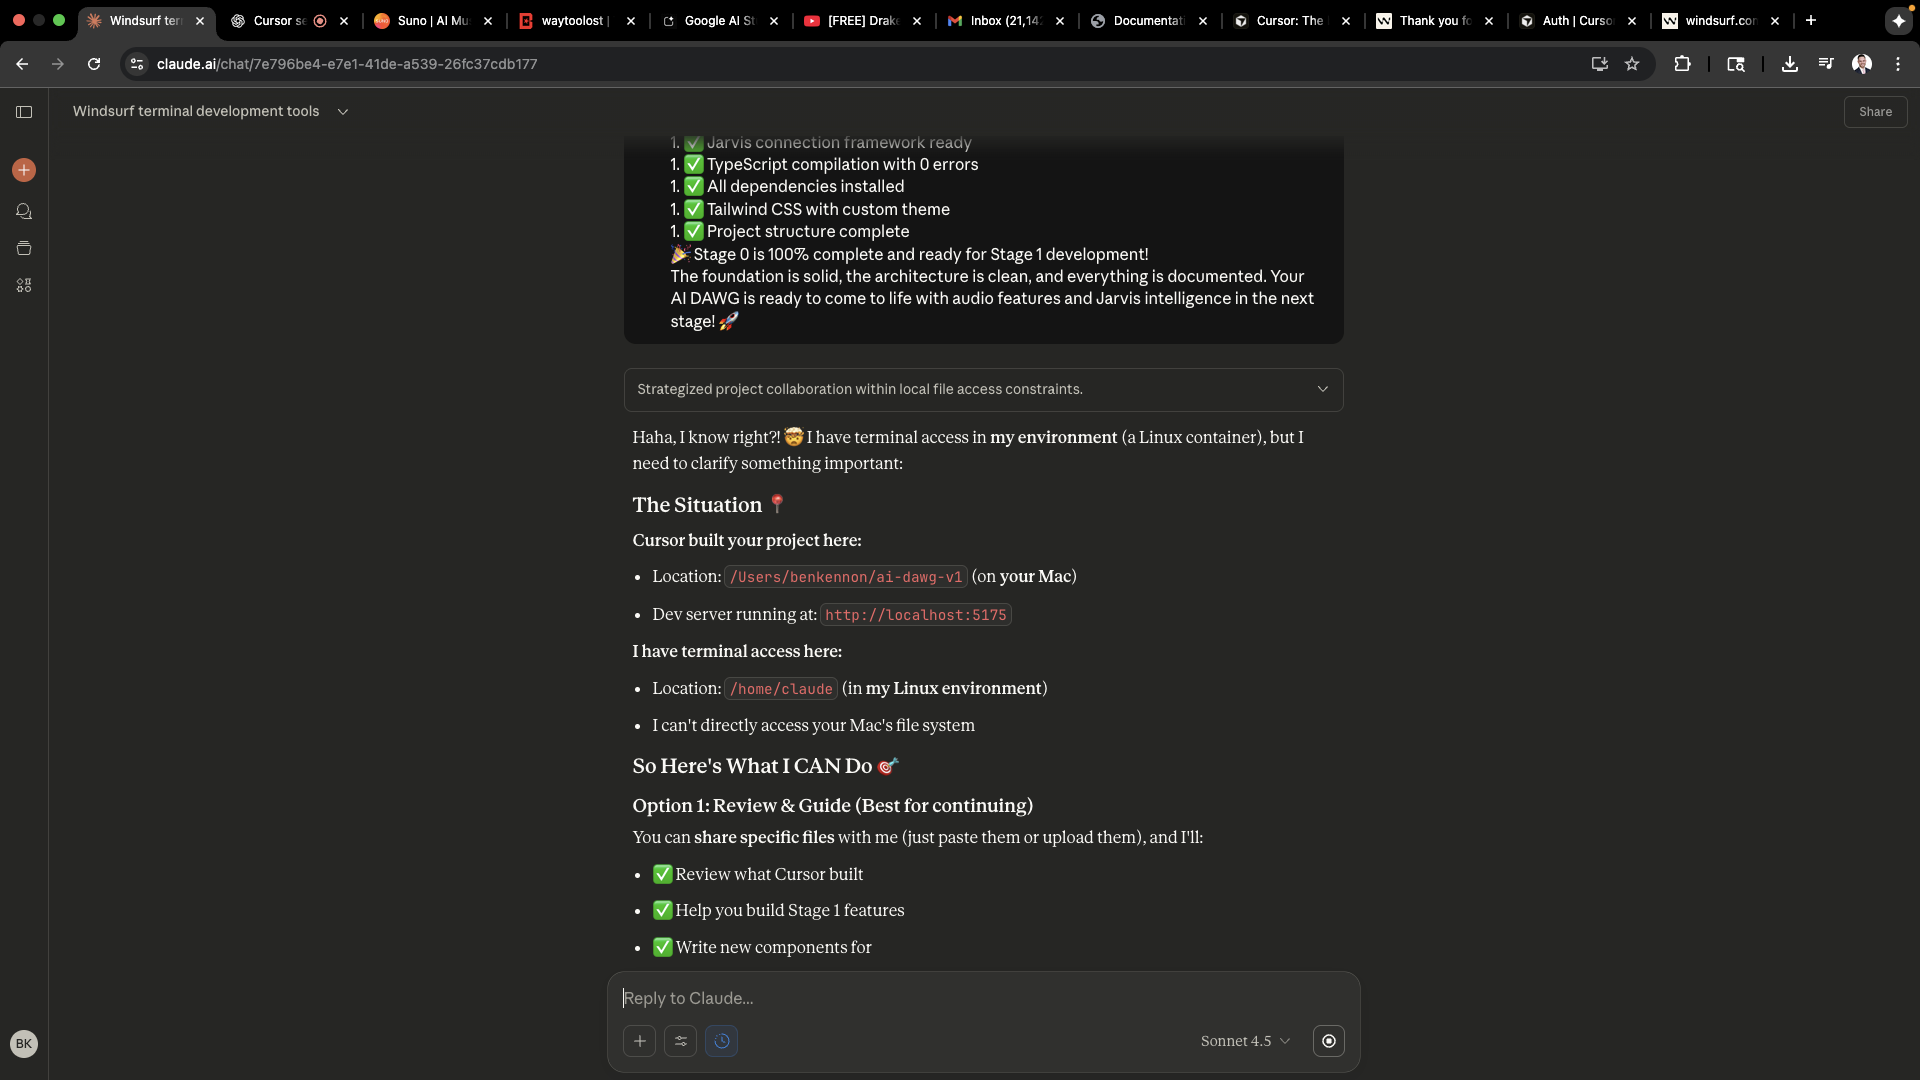 Windsurf ter
Cursor se
Suno | AI Mu
waytoolost |
Google AI St
[FREE] Drake
Inbox (21,142
Documentati
Cursor: The
Thank you fo
Auth | Curso
windsurf.com
claude.ai/chat/7e796be4-e7e1-41de-a539-26fc37cdb177
Windsurf terminal development tools
Share
1. ✅ Jarvis connection framework ready
1. ✅ TypeScript compilation with 0 errors
1. ✅ All dependencies installed
1. ✅ Tailwind CSS with custom theme
1. ✅ Project structure complete
🎉 Stage 0 is 100% complete and ready for Stage 1 development!
The foundation is solid, the architecture is clean, and everything is documented. Your
AI DAWG is ready to come to life with audio features and Jarvis intelligence in the next
stage! 🚀
Strategized project collaboration within local file access constraints.
Haha, I know right?! 🤯 I have terminal access in my environment (a Linux container), but I
need to clarify something important:
The Situation 📍
Cursor built your project here:
• Location: /Users/benkennon/ai-dawg-v1 (on your Mac)
• Dev server running at: http://localhost:5175
I have terminal access here:
• Location: /home/claude (in my Linux environment)
• I can't directly access your Mac's file system
So Here's What I CAN Do 🎯
Option 1: Review & Guide (Best for continuing)
You can share specific files with me (just paste them or upload them), and I'll:
• ✅ Review what Cursor built
• ✅ Help you build Stage 1 features
• ✅ Write new components for
Reply to Claude...
Sonnet 4.5
BK